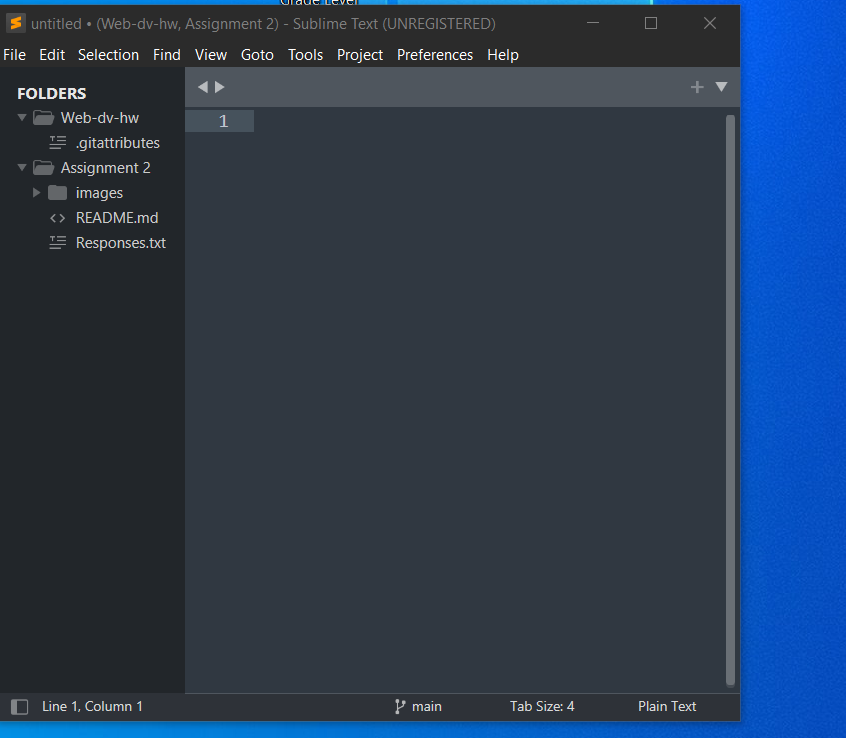 Grade Level
untitled • (Web-dv-hw, Assignment 2) - Sublime Text (UNREGISTERED)
File Edit Selection Find View Goto Tools Project Preferences Help
FOLDERS
Web-dv-hw
.gitattributes
Assignment 2
images
README.md
Responses.txt
1
Line 1, Column 1 main Tab Size: 4 Plain Text